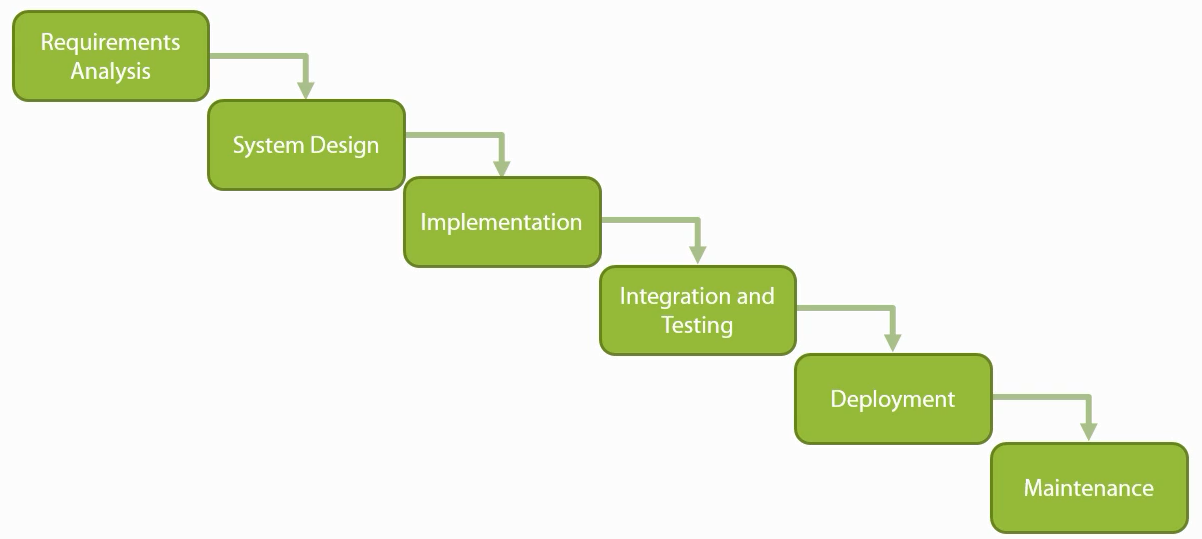 Requirements
Analysis
System Design
Implementation
Integration and
Testing
Deployment
Maintenance